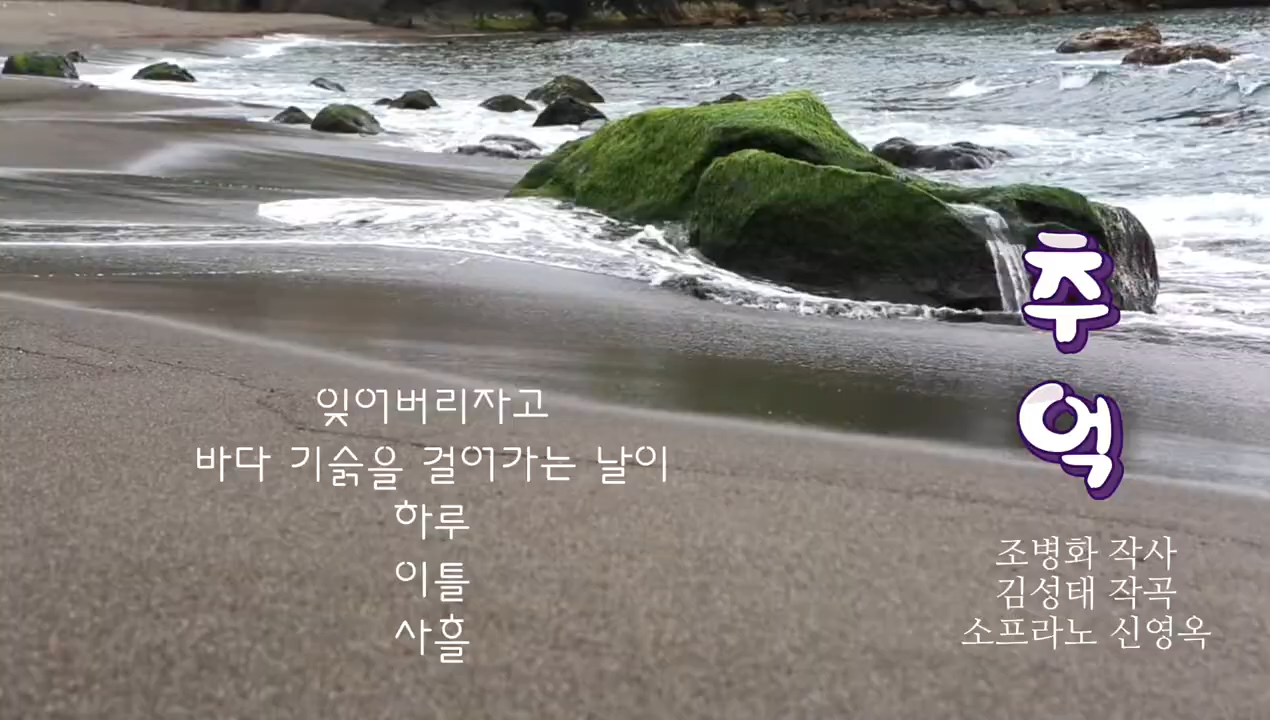 추
억
잊어버리자고
바다 기슭을 걸어가는 날이
하루
이틀
사흘
조병화 작사
김성태 작곡
소프라노 신영옥